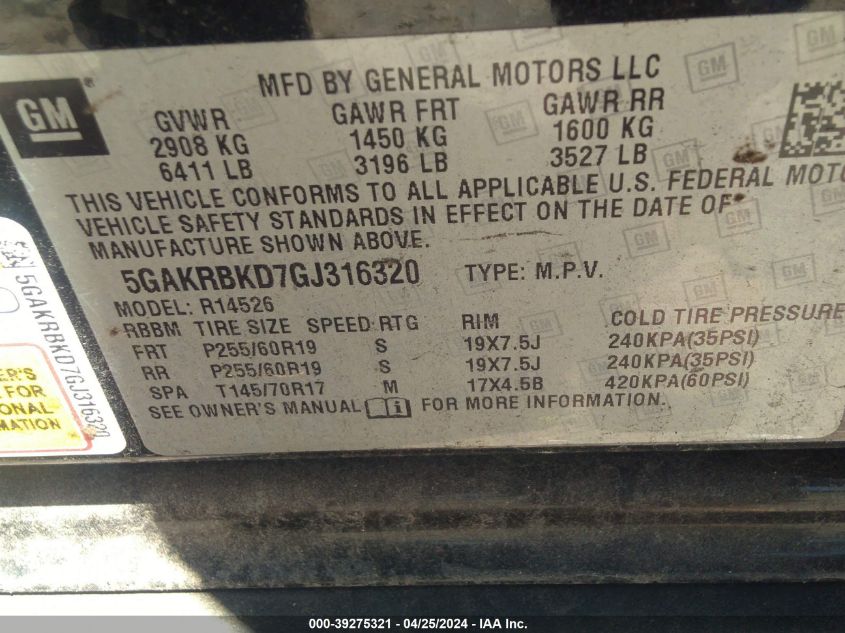 GM
MFD BY GENERAL MOTORS LLC
GVWR GAWR FRT GAWR RR
2908 KG 1450 KG 1600 KG
6411 LB 3196 LB 3527 LB
THIS VEHICLE CONFORMS TO ALL APPLICABLE U.S. FEDERAL MOTO
VEHICLE SAFETY STANDARDS IN EFFECT ON THE DATE OF
MANUFACTURE SHOWN ABOVE.
5GAKRBKD7GJ316320 TYPE: M.P.V.
MODEL: R14526
RBBM TIRE SIZE SPEED RTG RIM COLD TIRE PRESSURE
FRT P255/60R19 S 19X7.5J 240KPA(35PSI)
RR P255/60R19 S 19X7.5J 240KPA(35PSI)
SPA T145/70R17 M 17X4.5B 420KPA(60PSI)
SEE OWNER'S MANUAL FOR MORE INFORMATION.
5GAKRBKD7GJ316320
ER'S
FOR
ONAL
MATION
000-39275321 - 04/25/2024 - IAA Inc.